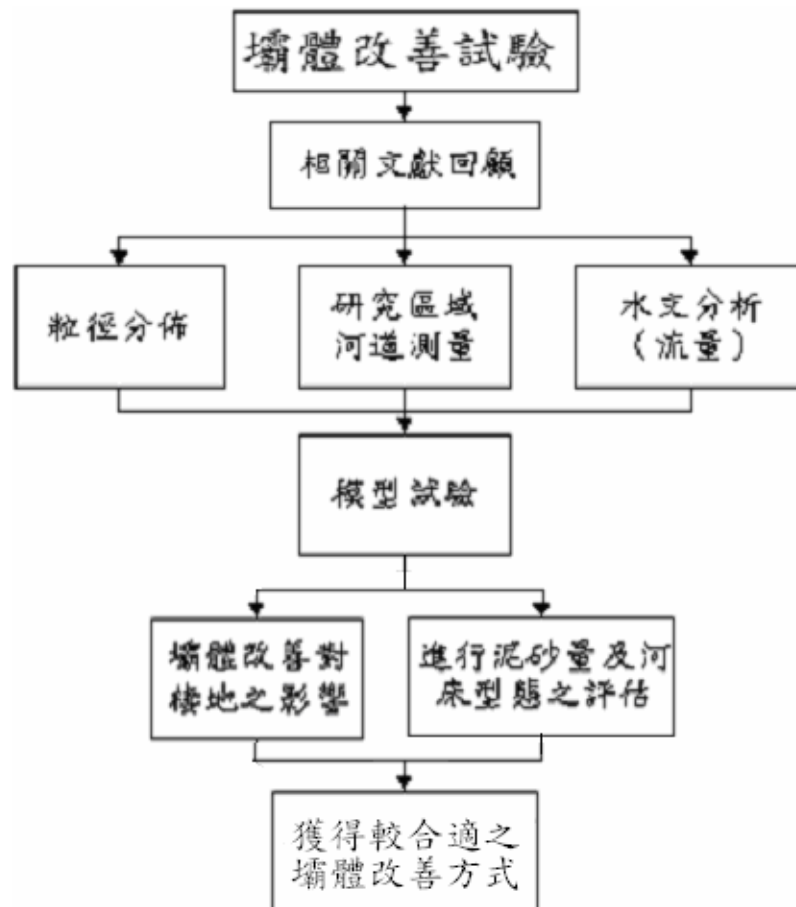 壩體改善試驗
相關文獻回顧
粒徑分佈
研究區域
河道測量
水文分析
(流量)
模型試驗
壩體改善對
棲地之影響
進行泥砂量及河
床型態之評估
獲得較合適之
壩體改善方式